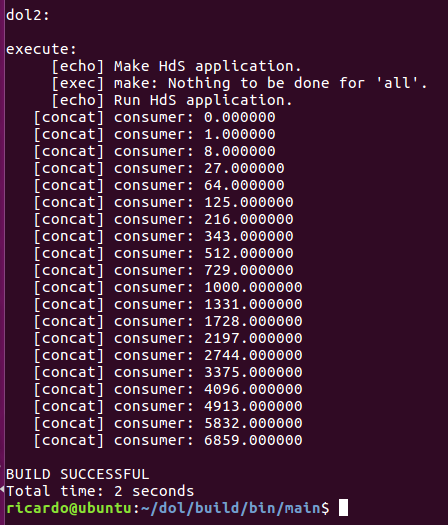 dol2:
execute:
[echo] Make HdS application.
[exec] make: Nothing to be done for 'all'.
[echo] Run HdS application.
[concat] consumer: 0.000000
[concat] consumer: 1.000000
[concat] consumer: 8.000000
[concat] consumer: 27.000000
[concat] consumer: 64.000000
[concat] consumer: 125.000000
[concat] consumer: 216.000000
[concat] consumer: 343.000000
[concat] consumer: 512.000000
[concat] consumer: 729.000000
[concat] consumer: 1000.000000
[concat] consumer: 1331.000000
[concat] consumer: 1728.000000
[concat] consumer: 2197.000000
[concat] consumer: 2744.000000
[concat] consumer: 3375.000000
[concat] consumer: 4096.000000
[concat] consumer: 4913.000000
[concat] consumer: 5832.000000
[concat] consumer: 6859.000000
BUILD SUCCESSFUL
Total time: 2 seconds
ricardo@ubuntu:~/dol/build/bin/main$